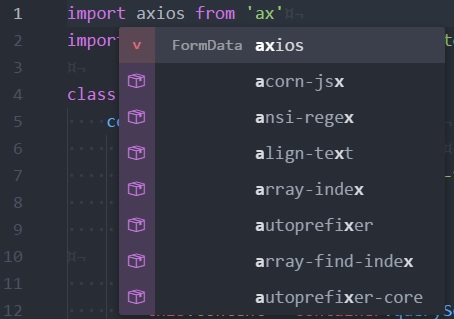 1 import axios from 'ax'
2 impor
v FormData axios
3
acorn-jsx
4 class
ansi-regex
5 co
6
align-text
7
array-index
8
9
autoprefixer
10
array-find-index
11
autoprefixer-core
12